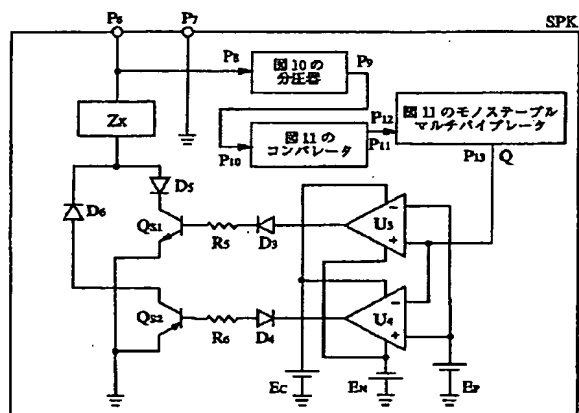 P6
P7
SPK
P8
図10の
分圧器
P9
P12
図11のモノステーブル
マルチバイブレータ
Zx
P10
図11の
コンパレータ
P11
P13
Q
D5
D6
QS1
R5
D3
U3
−
+
QS2
R6
D4
U4
−
+
EC
EN
EP